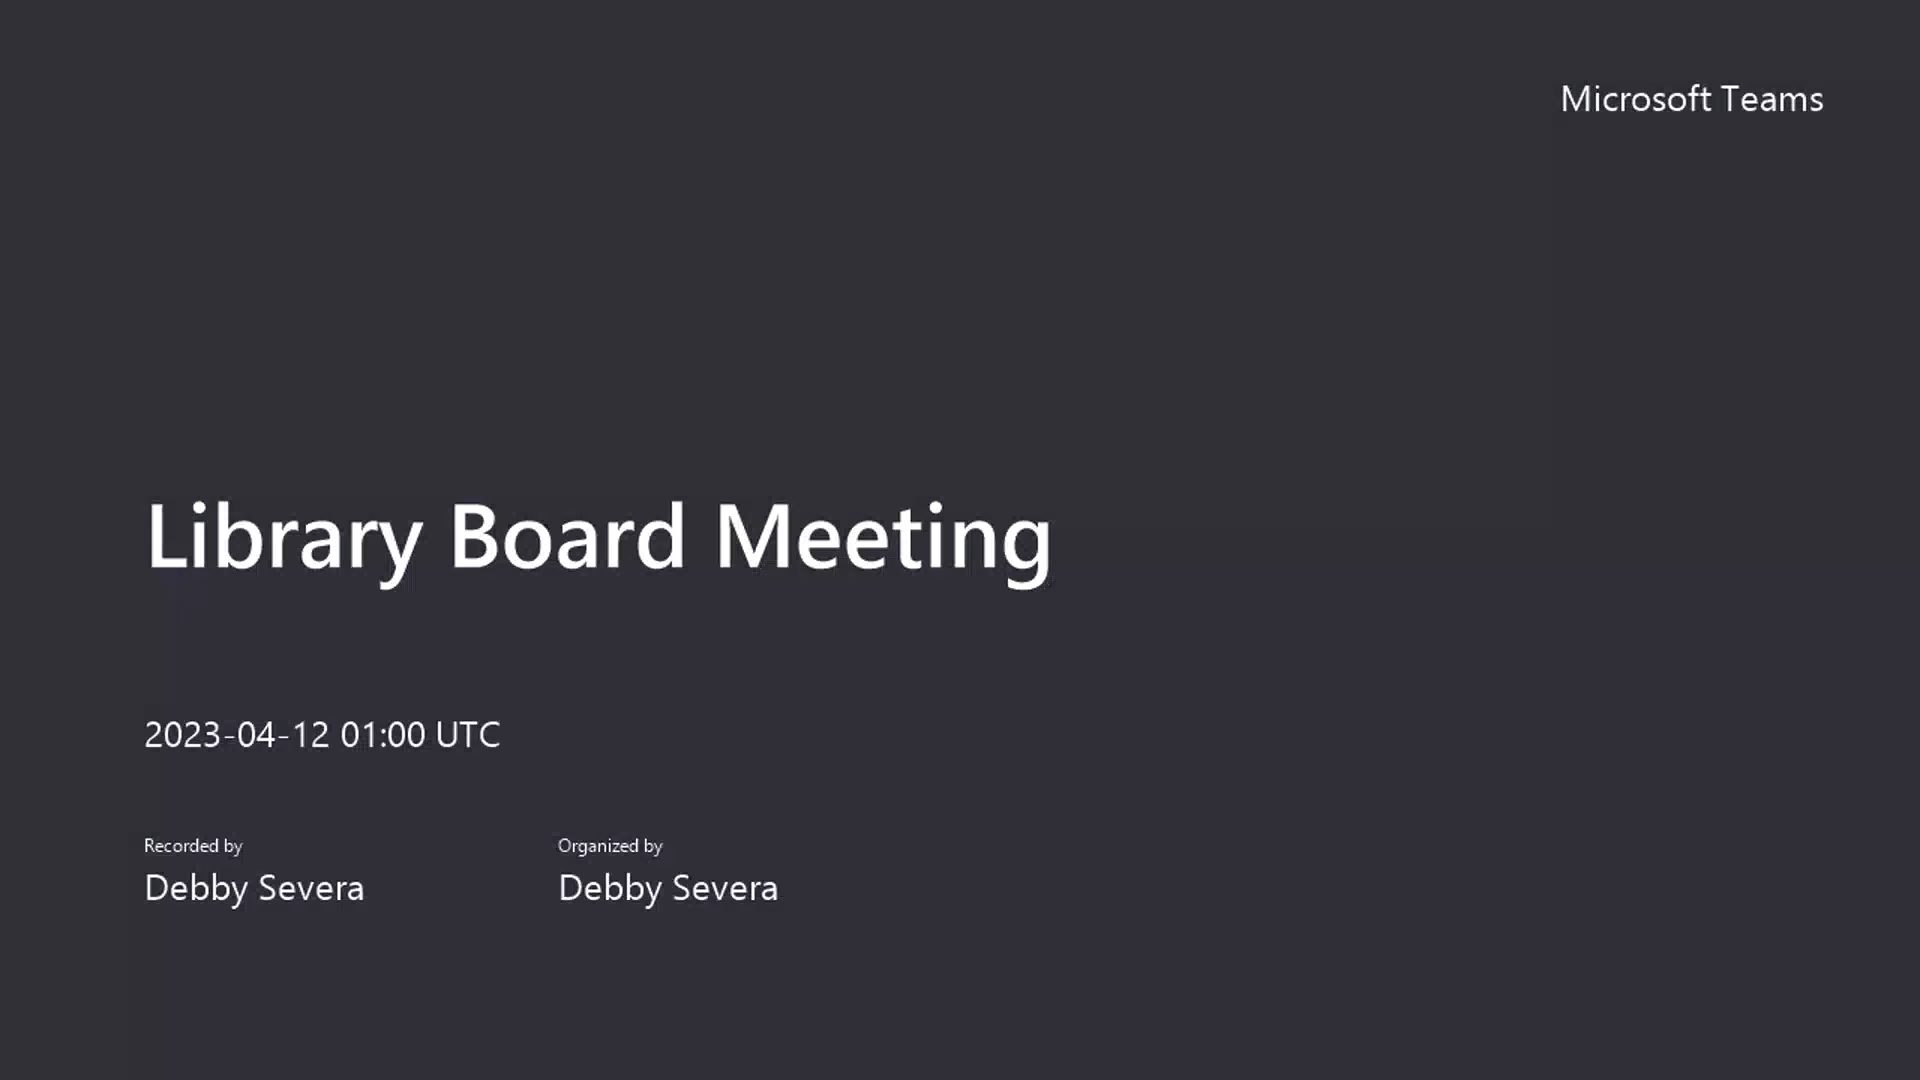 Microsoft Teams
Library Board Meeting
2023-04-12 01:00 UTC
Recorded by
Debby Severa
Organized by
Debby Severa